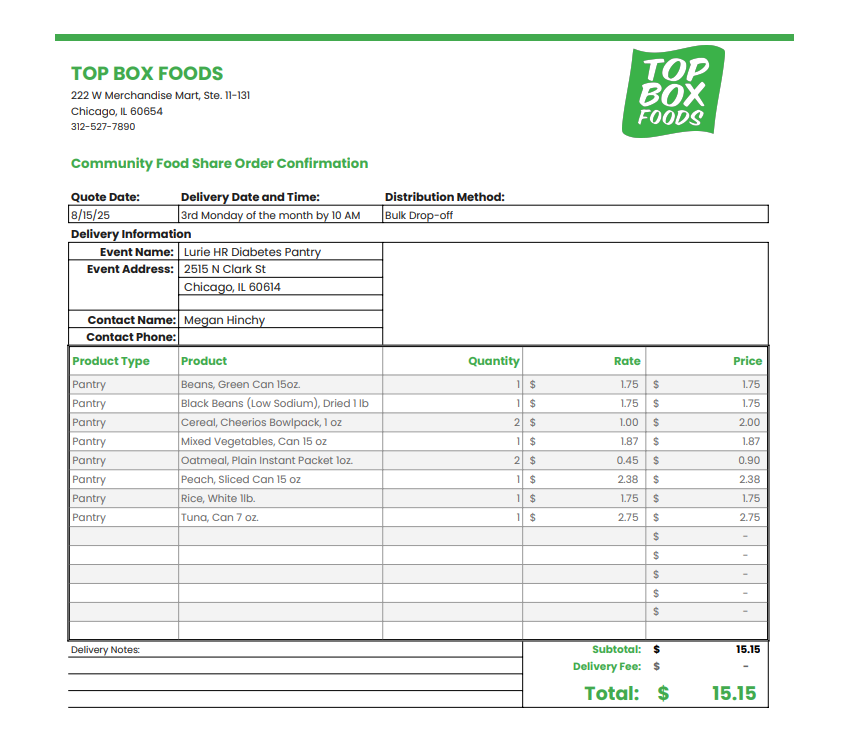 TOP BOX FOODS
222 W Merchandise Mart, Ste. 11-131
Chicago, IL 60654
312-527-7890
TOP
BOX
FOODS
Community Food Share Order Confirmation
Quote Date: Delivery Date and Time: Distribution Method:
8/15/25 3rd Monday of the month by 10 AM Bulk Drop-off
Delivery Information
Event Name: Lurie HR Diabetes Pantry
Event Address: 2515 N Clark St
Chicago, IL 60614
Contact Name: Megan Hinchy
Contact Phone:
Product Type Product Quantity Rate Price
Pantry Beans, Green Can 15oz. 1 $ 1.75 $ 1.75
Pantry Black Beans (Low Sodium), Dried 1 lb 1 $ 1.75 $ 1.75
Pantry Cereal, Cheerios Bowlpack, 1 oz 2 $ 1.00 $ 2.00
Pantry Mixed Vegetables, Can 15 oz 1 $ 1.87 $ 1.87
Pantry Oatmeal, Plain Instant Packet 1oz. 2 $ 0.45 $ 0.90
Pantry Peach, Sliced Can 15 oz 1 $ 2.38 $ 2.38
Pantry Rice, White 1lb. 1 $ 1.75 $ 1.75
Pantry Tuna, Can 7 oz. 1 $ 2.75 $ 2.75
$ -
$ -
$ -
$ -
$ -
Delivery Notes: Subtotal: $ 15.15
Delivery Fee: $ -
Total: $ 15.15